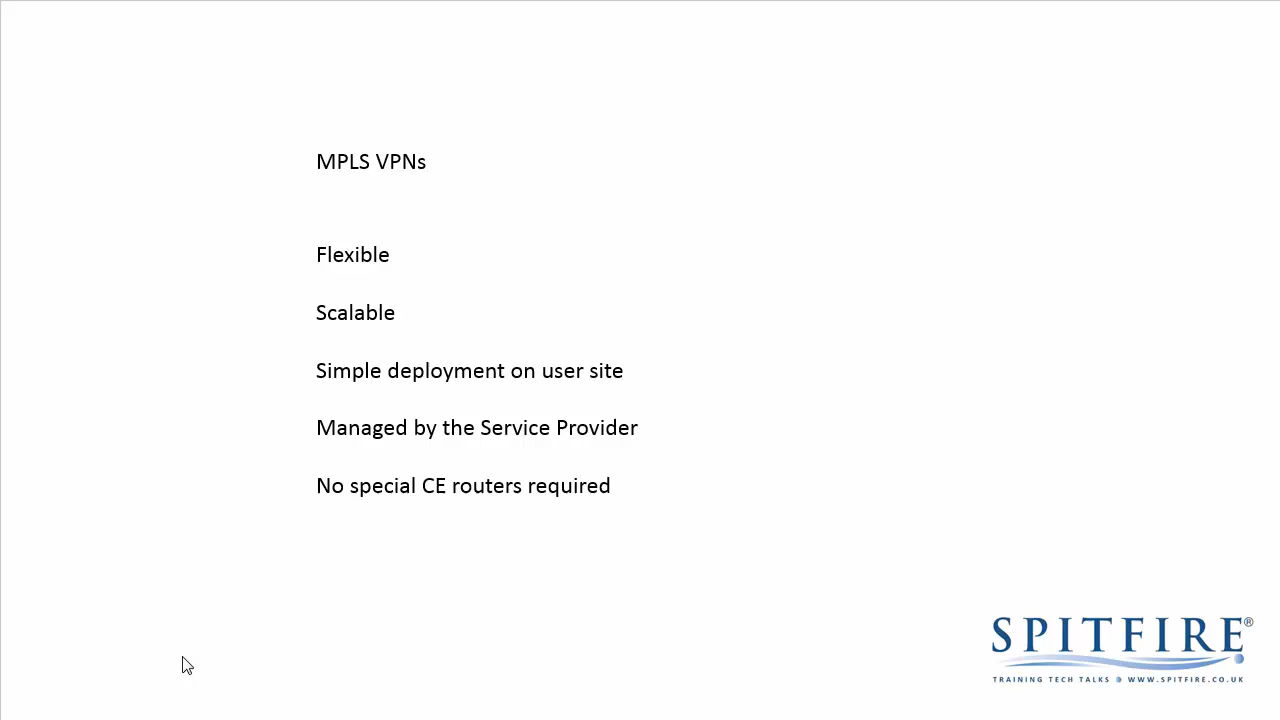 MPLS VPNs
Flexible
Scalable
Simple deployment on user site
Managed by the Service Provider
No special CE routers required
SPITFIRE®
TRAINING TECH TALKS WWW.SPITFIRE.CO.UK